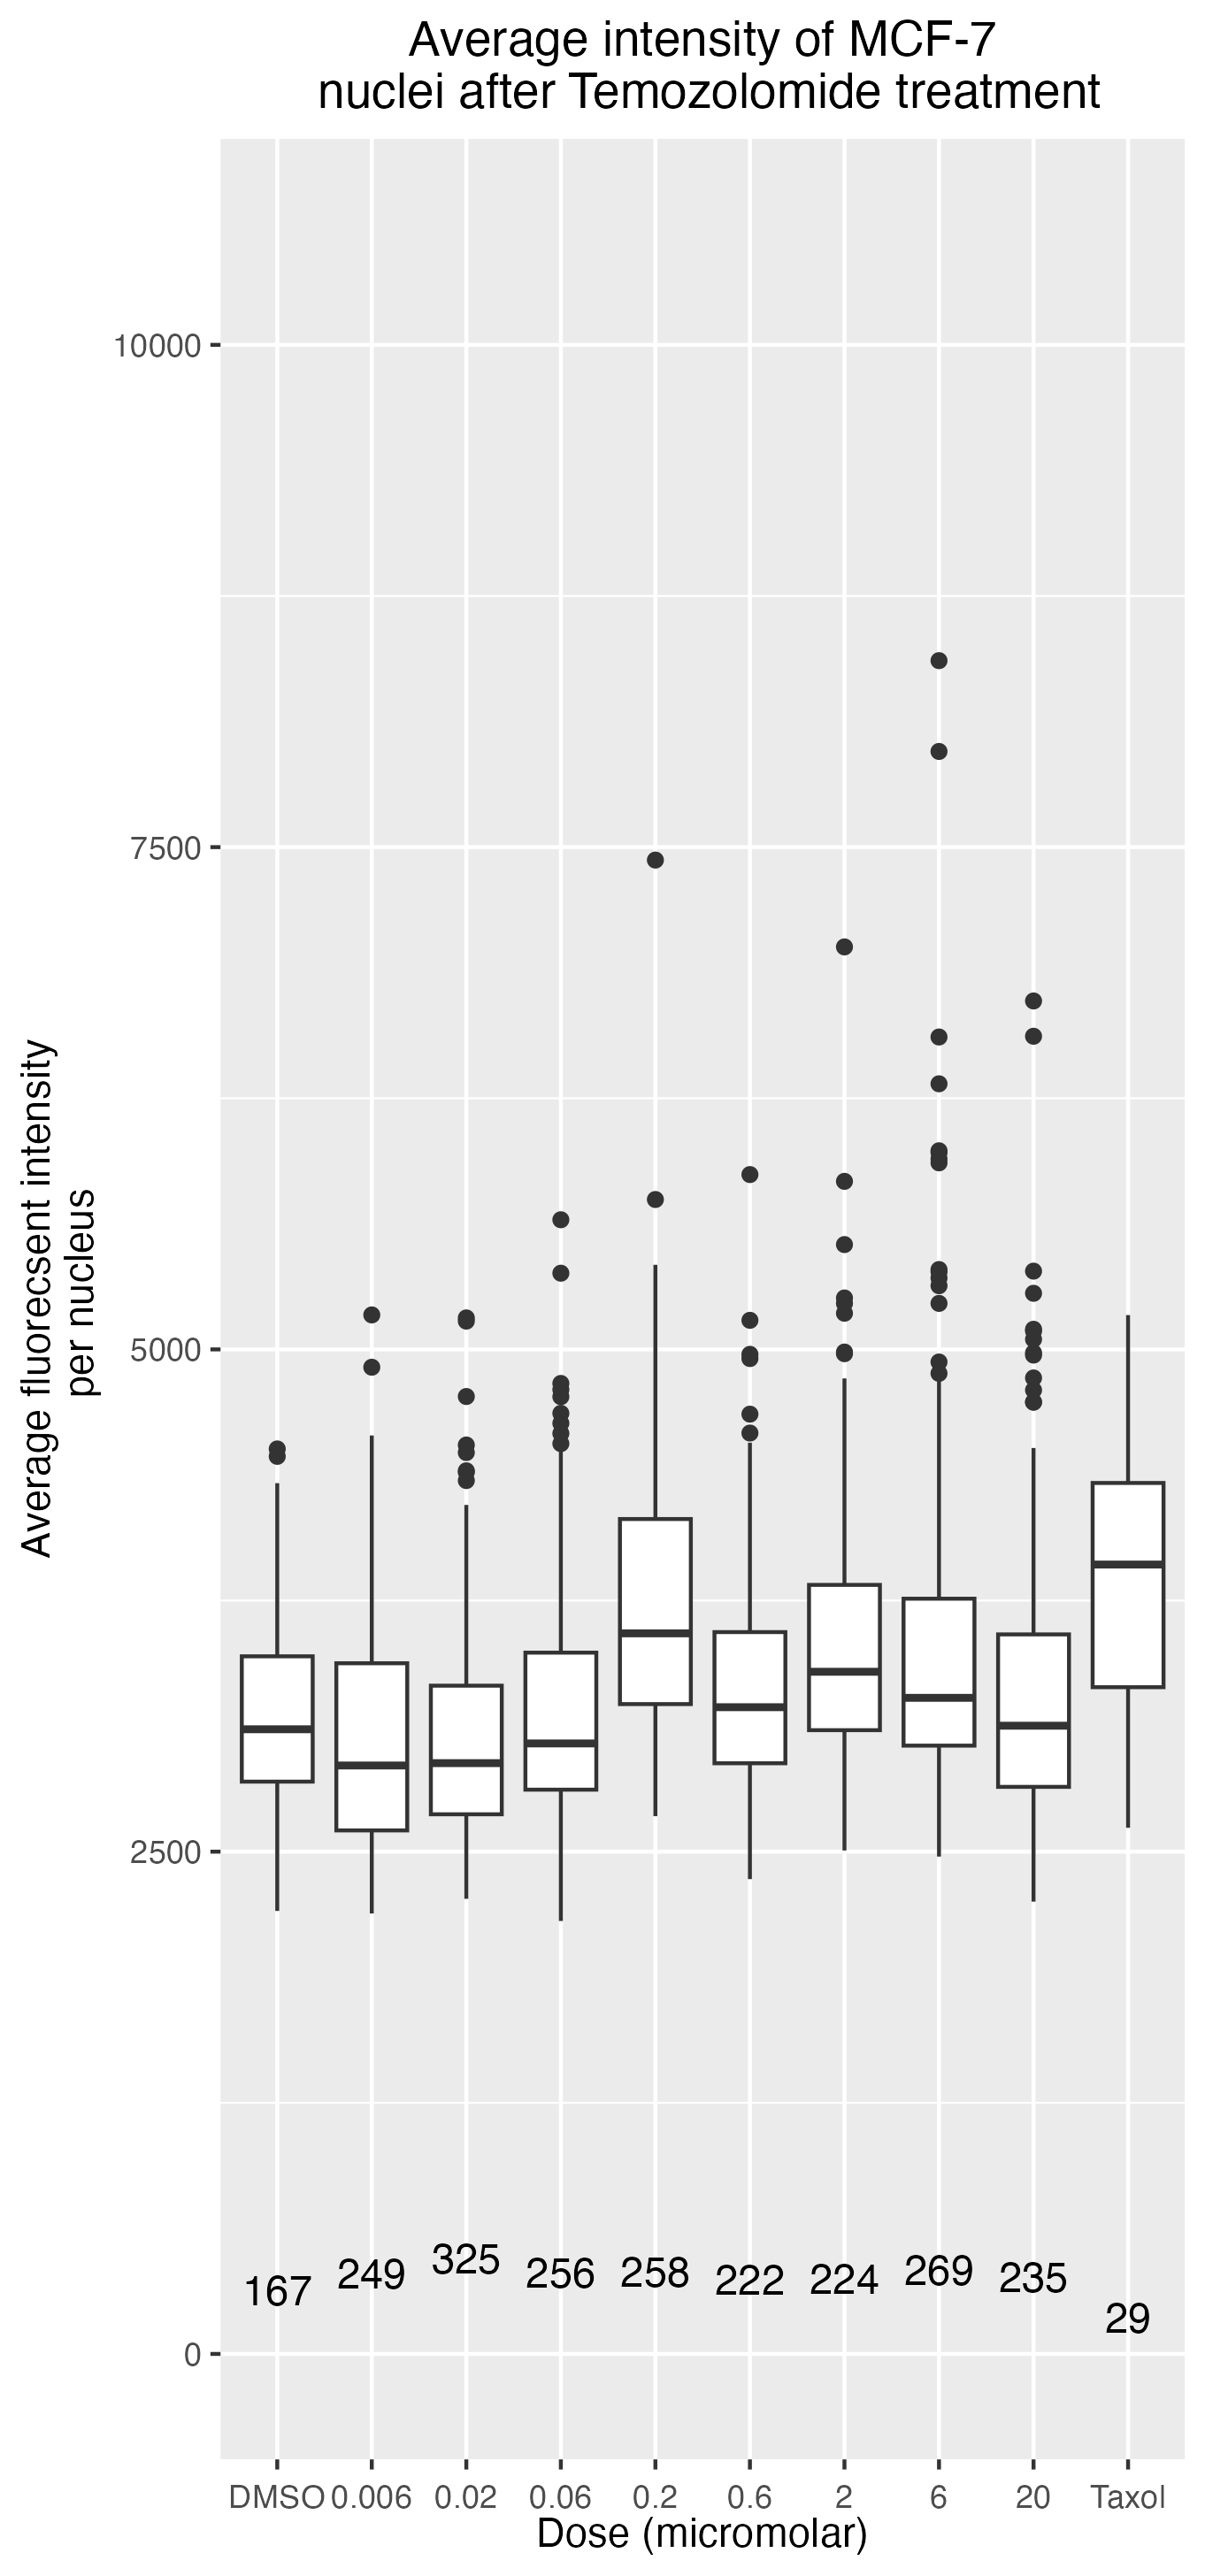 Average intensity of MCF-7
nuclei after Temozolomide treatment
Average fluorecsent intensity
per nucleus
10000
7500
5000
2500
0
167 249 325 256 258 222 224 269 235 29
DMSO 0.006 0.02 0.06 0.2 0.6 2 6 20 Taxol
Dose (micromolar)